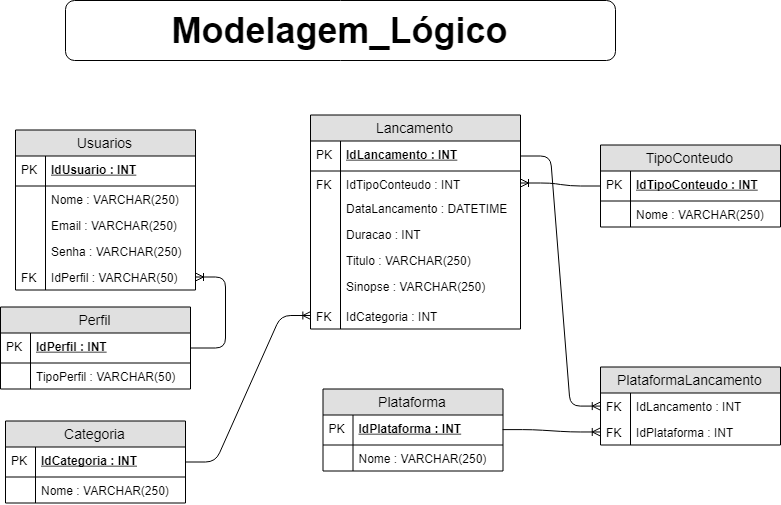 Modelagem_Lógico
Usuarios
PK IdUsuario : INT
Nome : VARCHAR(250)
Email : VARCHAR(250)
Senha : VARCHAR(250)
FK IdPerfil : VARCHAR(50)
Perfil
PK IdPerfil : INT
TipoPerfil : VARCHAR(50)
Categoria
PK IdCategoria : INT
Nome : VARCHAR(250)
Lancamento
PK IdLancamento : INT
FK IdTipoConteudo : INT
DataLancamento : DATETIME
Duracao : INT
Titulo : VARCHAR(250)
Sinopse : VARCHAR(250)
FK IdCategoria : INT
Plataforma
PK IdPlataforma : INT
Nome : VARCHAR(250)
TipoConteudo
PK IdTipoConteudo : INT
Nome : VARCHAR(250)
PlataformaLancamento
FK IdLancamento : INT
FK IdPlataforma : INT